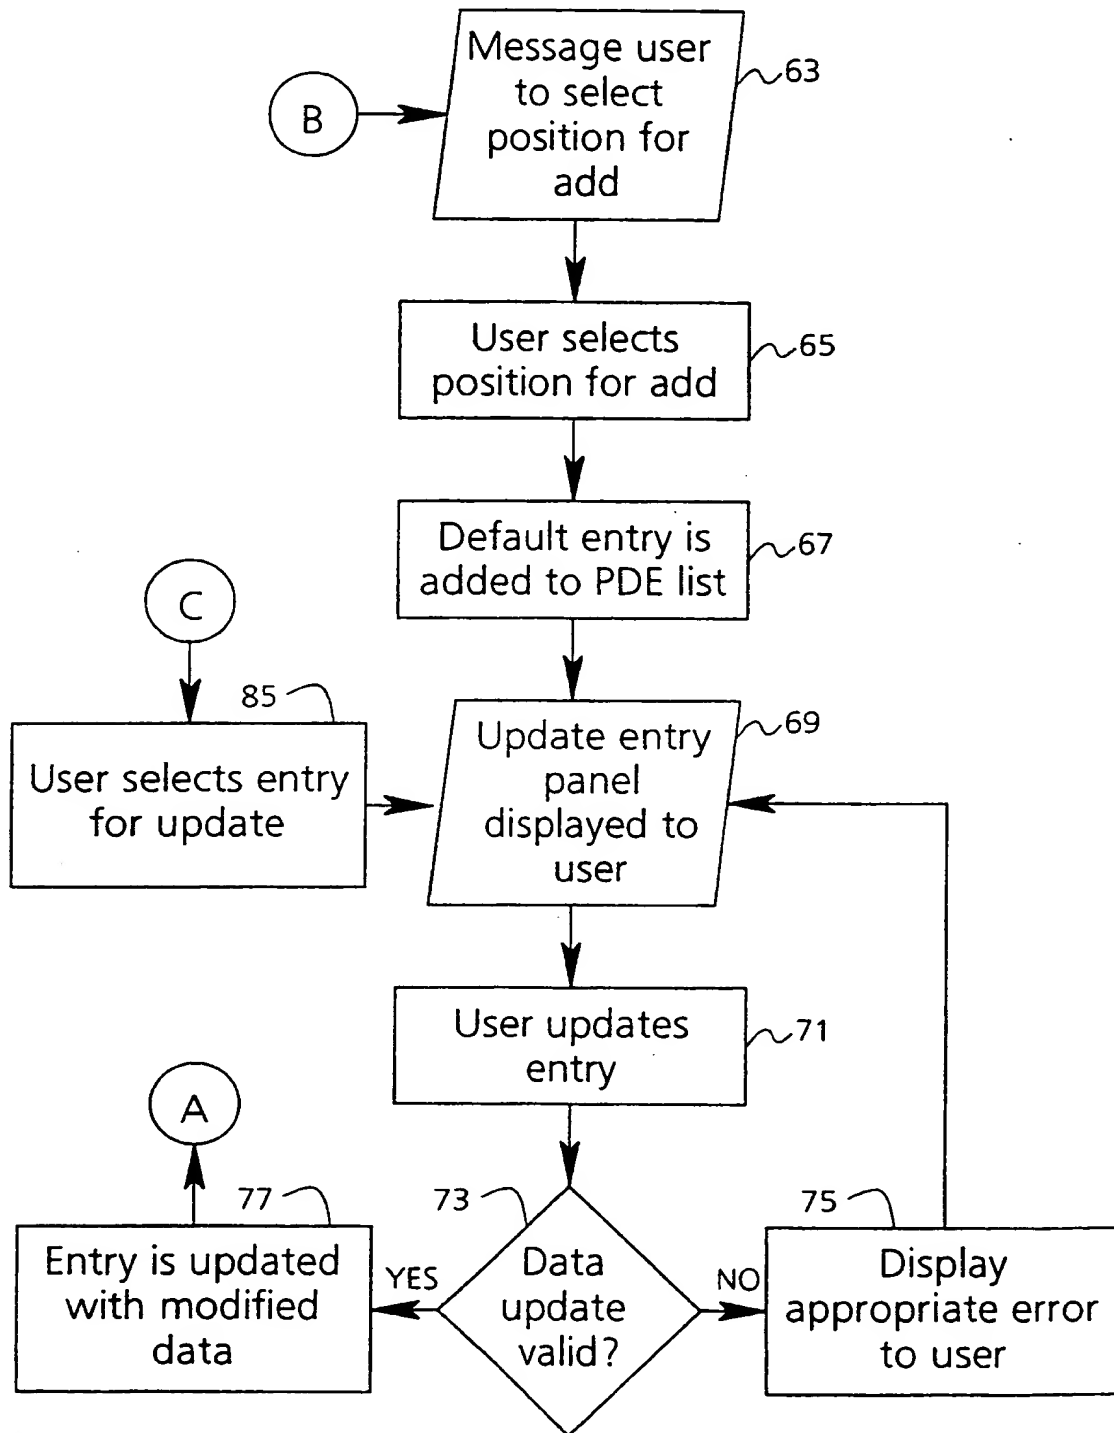 Message user
to select
position for
add
63
B
User selects
position for add
65
Default entry is
added to PDE list
67
C
85
User selects entry
for update
Update entry
panel
displayed to
user
69
User updates
entry
71
A
77
Entry is updated
with modified
data
YES
73
Data
update
valid?
NO
75
Display
appropriate error
to user